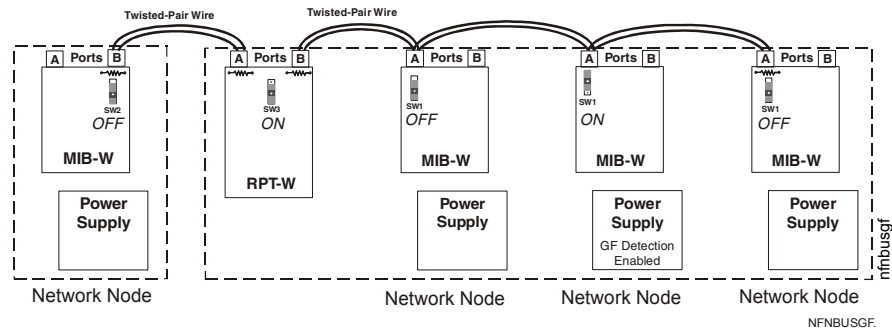 Twisted-Pair Wire Twisted-Pair Wire
A Ports B A Ports B A Ports B A Ports B A Ports B
SW2 SW3 SW1 SW1 SW1
OFF ON OFF ON OFF
MIB-W RPT-W MIB-W MIB-W MIB-W
Power Supply
Power Supply
Power Supply
GF Detection
Enabled
Power Supply
Network Node Network Node Network Node Network Node
nfnbusgf
NFNBUSGF.